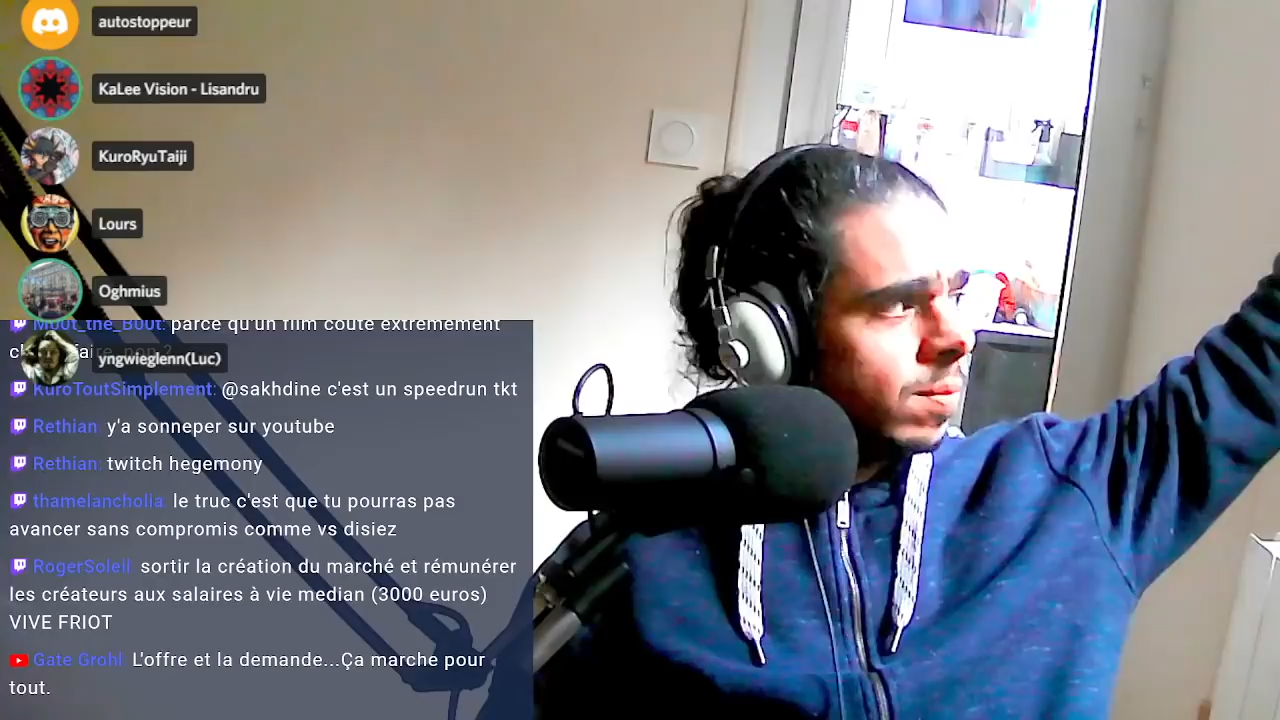 autostoppeur
KaLee Vision - Lisandru
KuroRyuTaiji
Lours
Oghmius
M00t_the_B00t: parce qu'un film coute extrêmement
yngwieglenn(Luc)
KuroToutSimplement: @sakhdine c'est un speedrun tkt
Rethian: y'a sonneper sur youtube
Rethian: twitch hegemony
thamelancholia: le truc c'est que tu pourras pas
avancer sans compromis comme vs disiez
RogerSoleil: sortir la création du marché et rémunérer
les créateurs aux salaires à vie median (3000 euros)
VIVE FRIOT
Gate Grohl: L'offre et la demande...Ça marche pour
tout.